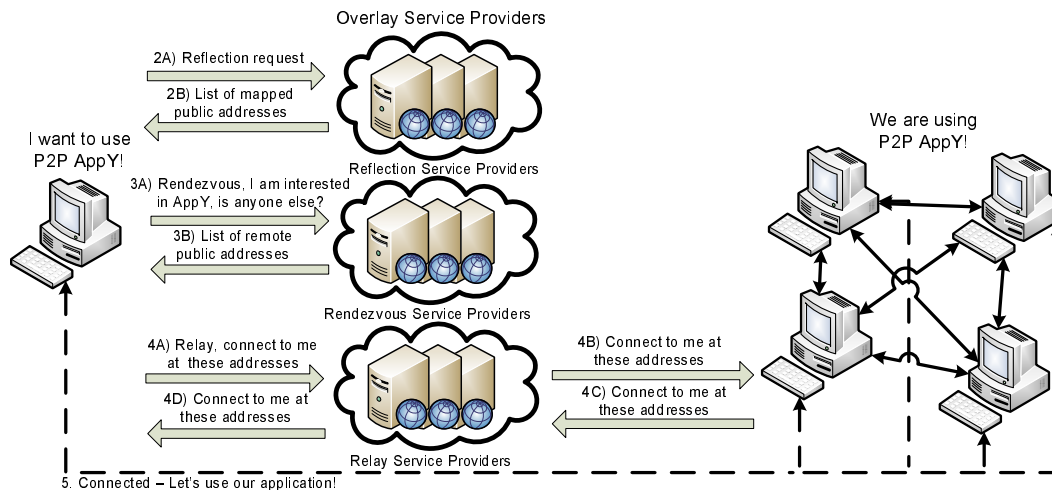 Overlay Service Providers
2A) Reflection request
2B) List of mapped
public addresses
Reflection Service Providers
I want to use
P2P AppY!
3A) Rendezvous, I am interested
in AppY, is anyone else?
3B) List of remote
public addresses
Rendezvous Service Providers
4A) Relay, connect to me
at these addresses
4D) Connect to me at
these addresses
Relay Service Providers
4B) Connect to me at
these addresses
4C) Connect to me at
these addresses
We are using
P2P AppY!
5. Connected – Let's use our application!